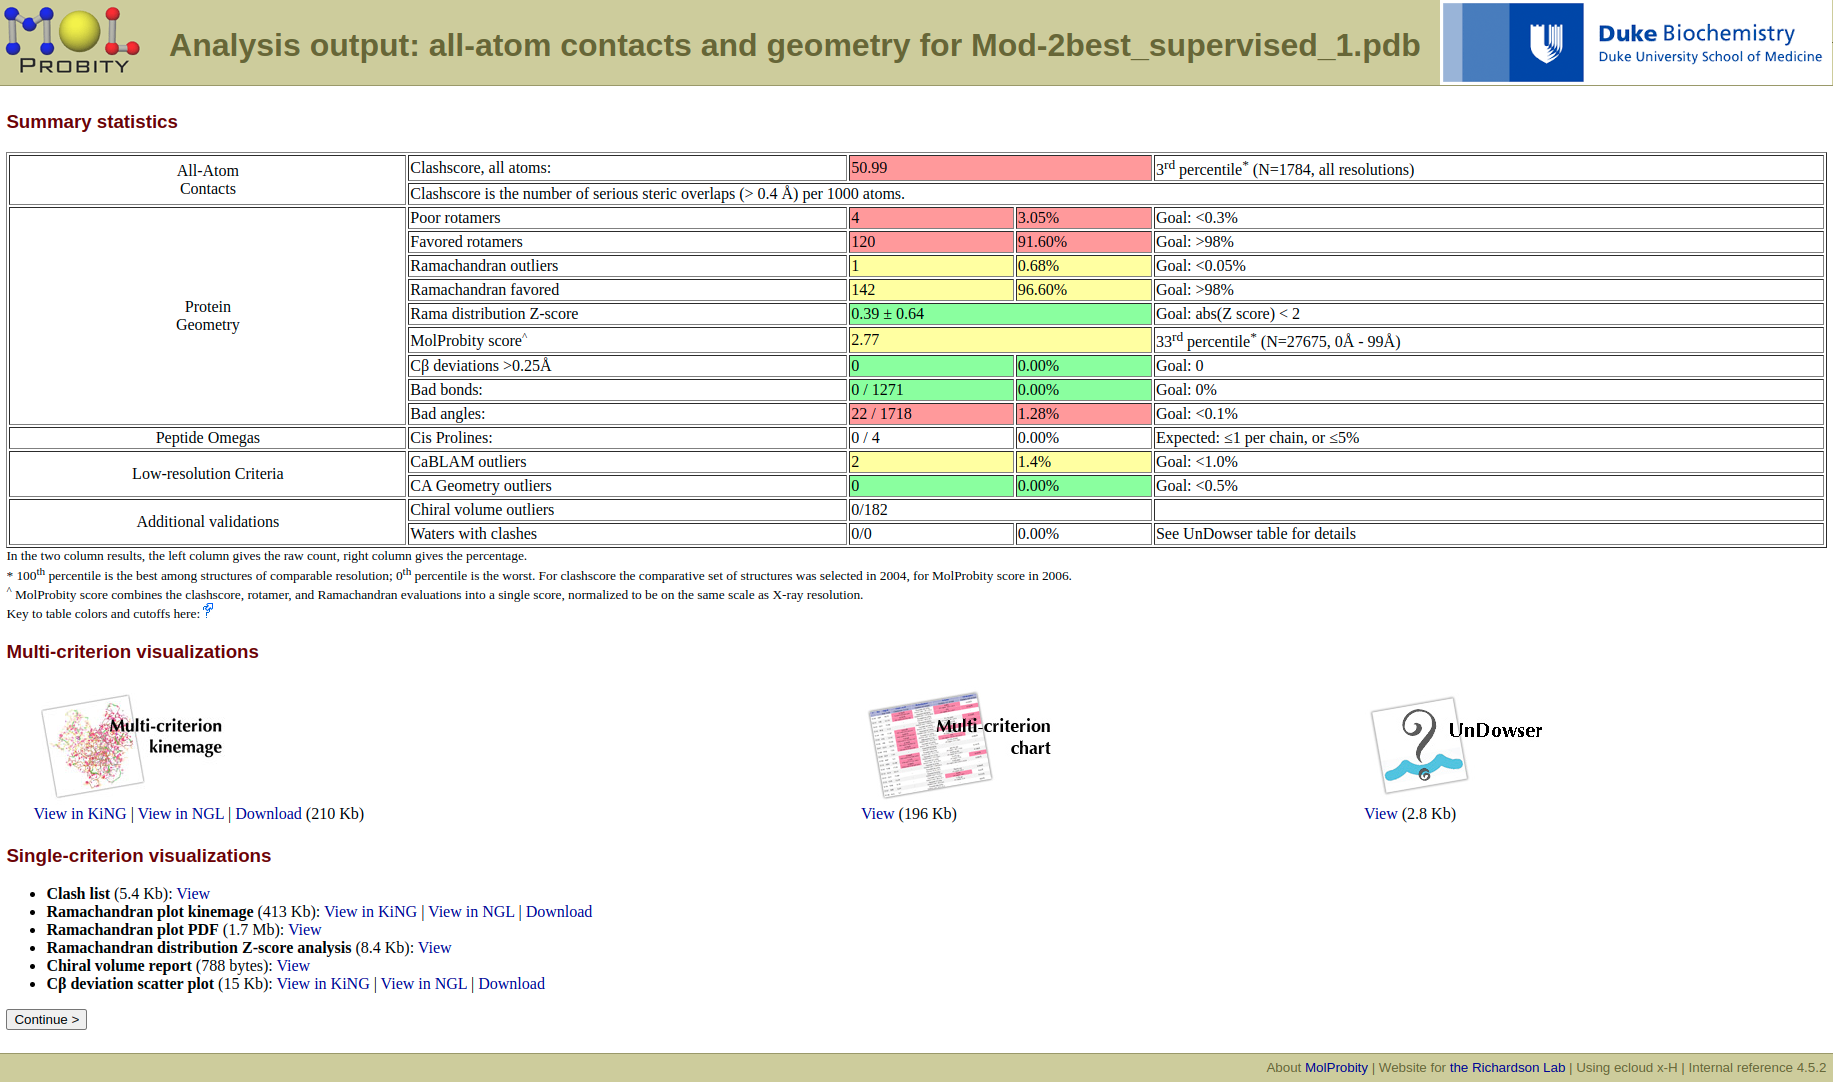 MOL
PROBITY
Analysis output: all-atom contacts and geometry for Mod-2best_supervised_1.pdb
Duke Biochemistry
Duke University School of Medicine
Summary statistics
All-Atom
Contacts
Clashscore, all atoms: 50.99 3rd percentile* (N=1784, all resolutions)
Clashscore is the number of serious steric overlaps (> 0.4 Å) per 1000 atoms.
Protein
Geometry
Poor rotamers 4 3.05% Goal: <0.3%
Favored rotamers 120 91.60% Goal: >98%
Ramachandran outliers 1 0.68% Goal: <0.05%
Ramachandran favored 142 96.60% Goal: >98%
Rama distribution Z-score 0.39 ± 0.64 Goal: abs(Z score) < 2
MolProbity score^ 2.77 33rd percentile* (N=27675, 0Å - 99Å)
Cβ deviations >0.25Å 0 0.00% Goal: 0
Bad bonds: 0 / 1271 0.00% Goal: 0%
Bad angles: 22 / 1718 1.28% Goal: <0.1%
Peptide Omegas Cis Prolines: 0 / 4 0.00% Expected: ≤1 per chain, or ≤5%
Low-resolution Criteria
CaBLAM outliers 2 1.4% Goal: <1.0%
CA Geometry outliers 0 0.00% Goal: <0.5%
Additional validations
Chiral volume outliers 0/182
Waters with clashes 0/0 0.00% See UnDowser table for details
In the two column results, the left column gives the raw count, right column gives the percentage.
* 100th percentile is the best among structures of comparable resolution; 0th percentile is the worst. For clashscore the comparative set of structures was selected in 2004, for MolProbity score in 2006.
^ MolProbity score combines the clashscore, rotamer, and Ramachandran evaluations into a single score, normalized to be on the same scale as X-ray resolution.
Key to table colors and cutoffs here: ?
Multi-criterion visualizations
Multi-criterion
kinemage
Multi-criterion
chart
UnDowser
View in KiNG | View in NGL | Download (210 Kb)
View (196 Kb)
View (2.8 Kb)
Single-criterion visualizations
• Clash list (5.4 Kb): View
• Ramachandran plot kinemage (413 Kb): View in KiNG | View in NGL | Download
• Ramachandran plot PDF (1.7 Mb): View
• Ramachandran distribution Z-score analysis (8.4 Kb): View
• Chiral volume report (788 bytes): View
• Cβ deviation scatter plot (15 Kb): View in KiNG | View in NGL | Download
Continue >
About MolProbity | Website for the Richardson Lab | Using ecloud x-H | Internal reference 4.5.2